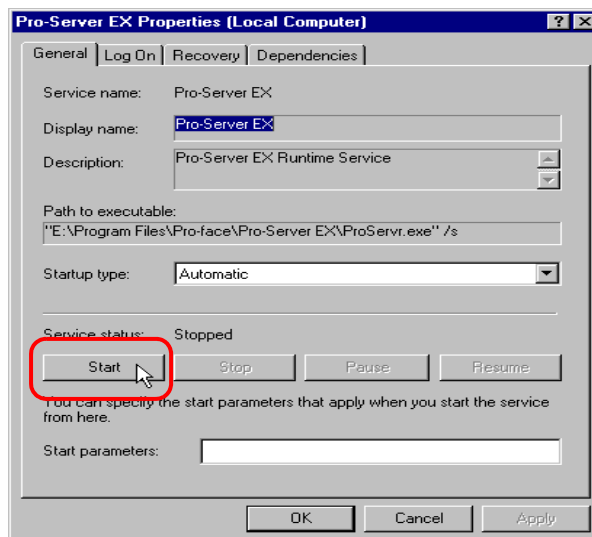 Pro-Server EX Properties (Local Computer)
General Log On Recovery Dependencies
Service name: Pro-Server EX
Display name: Pro-Server EX
Description: Pro-Server EX Runtime Service
Path to executable:
"E:\Program Files\Pro-face\Pro-Server EX\ProServr.exe" /s
Startup type: Automatic
Service status: Stopped
Start Stop Pause Resume
You can specify the start parameters that apply when you start the service
from here.
Start parameters:
OK Cancel Apply